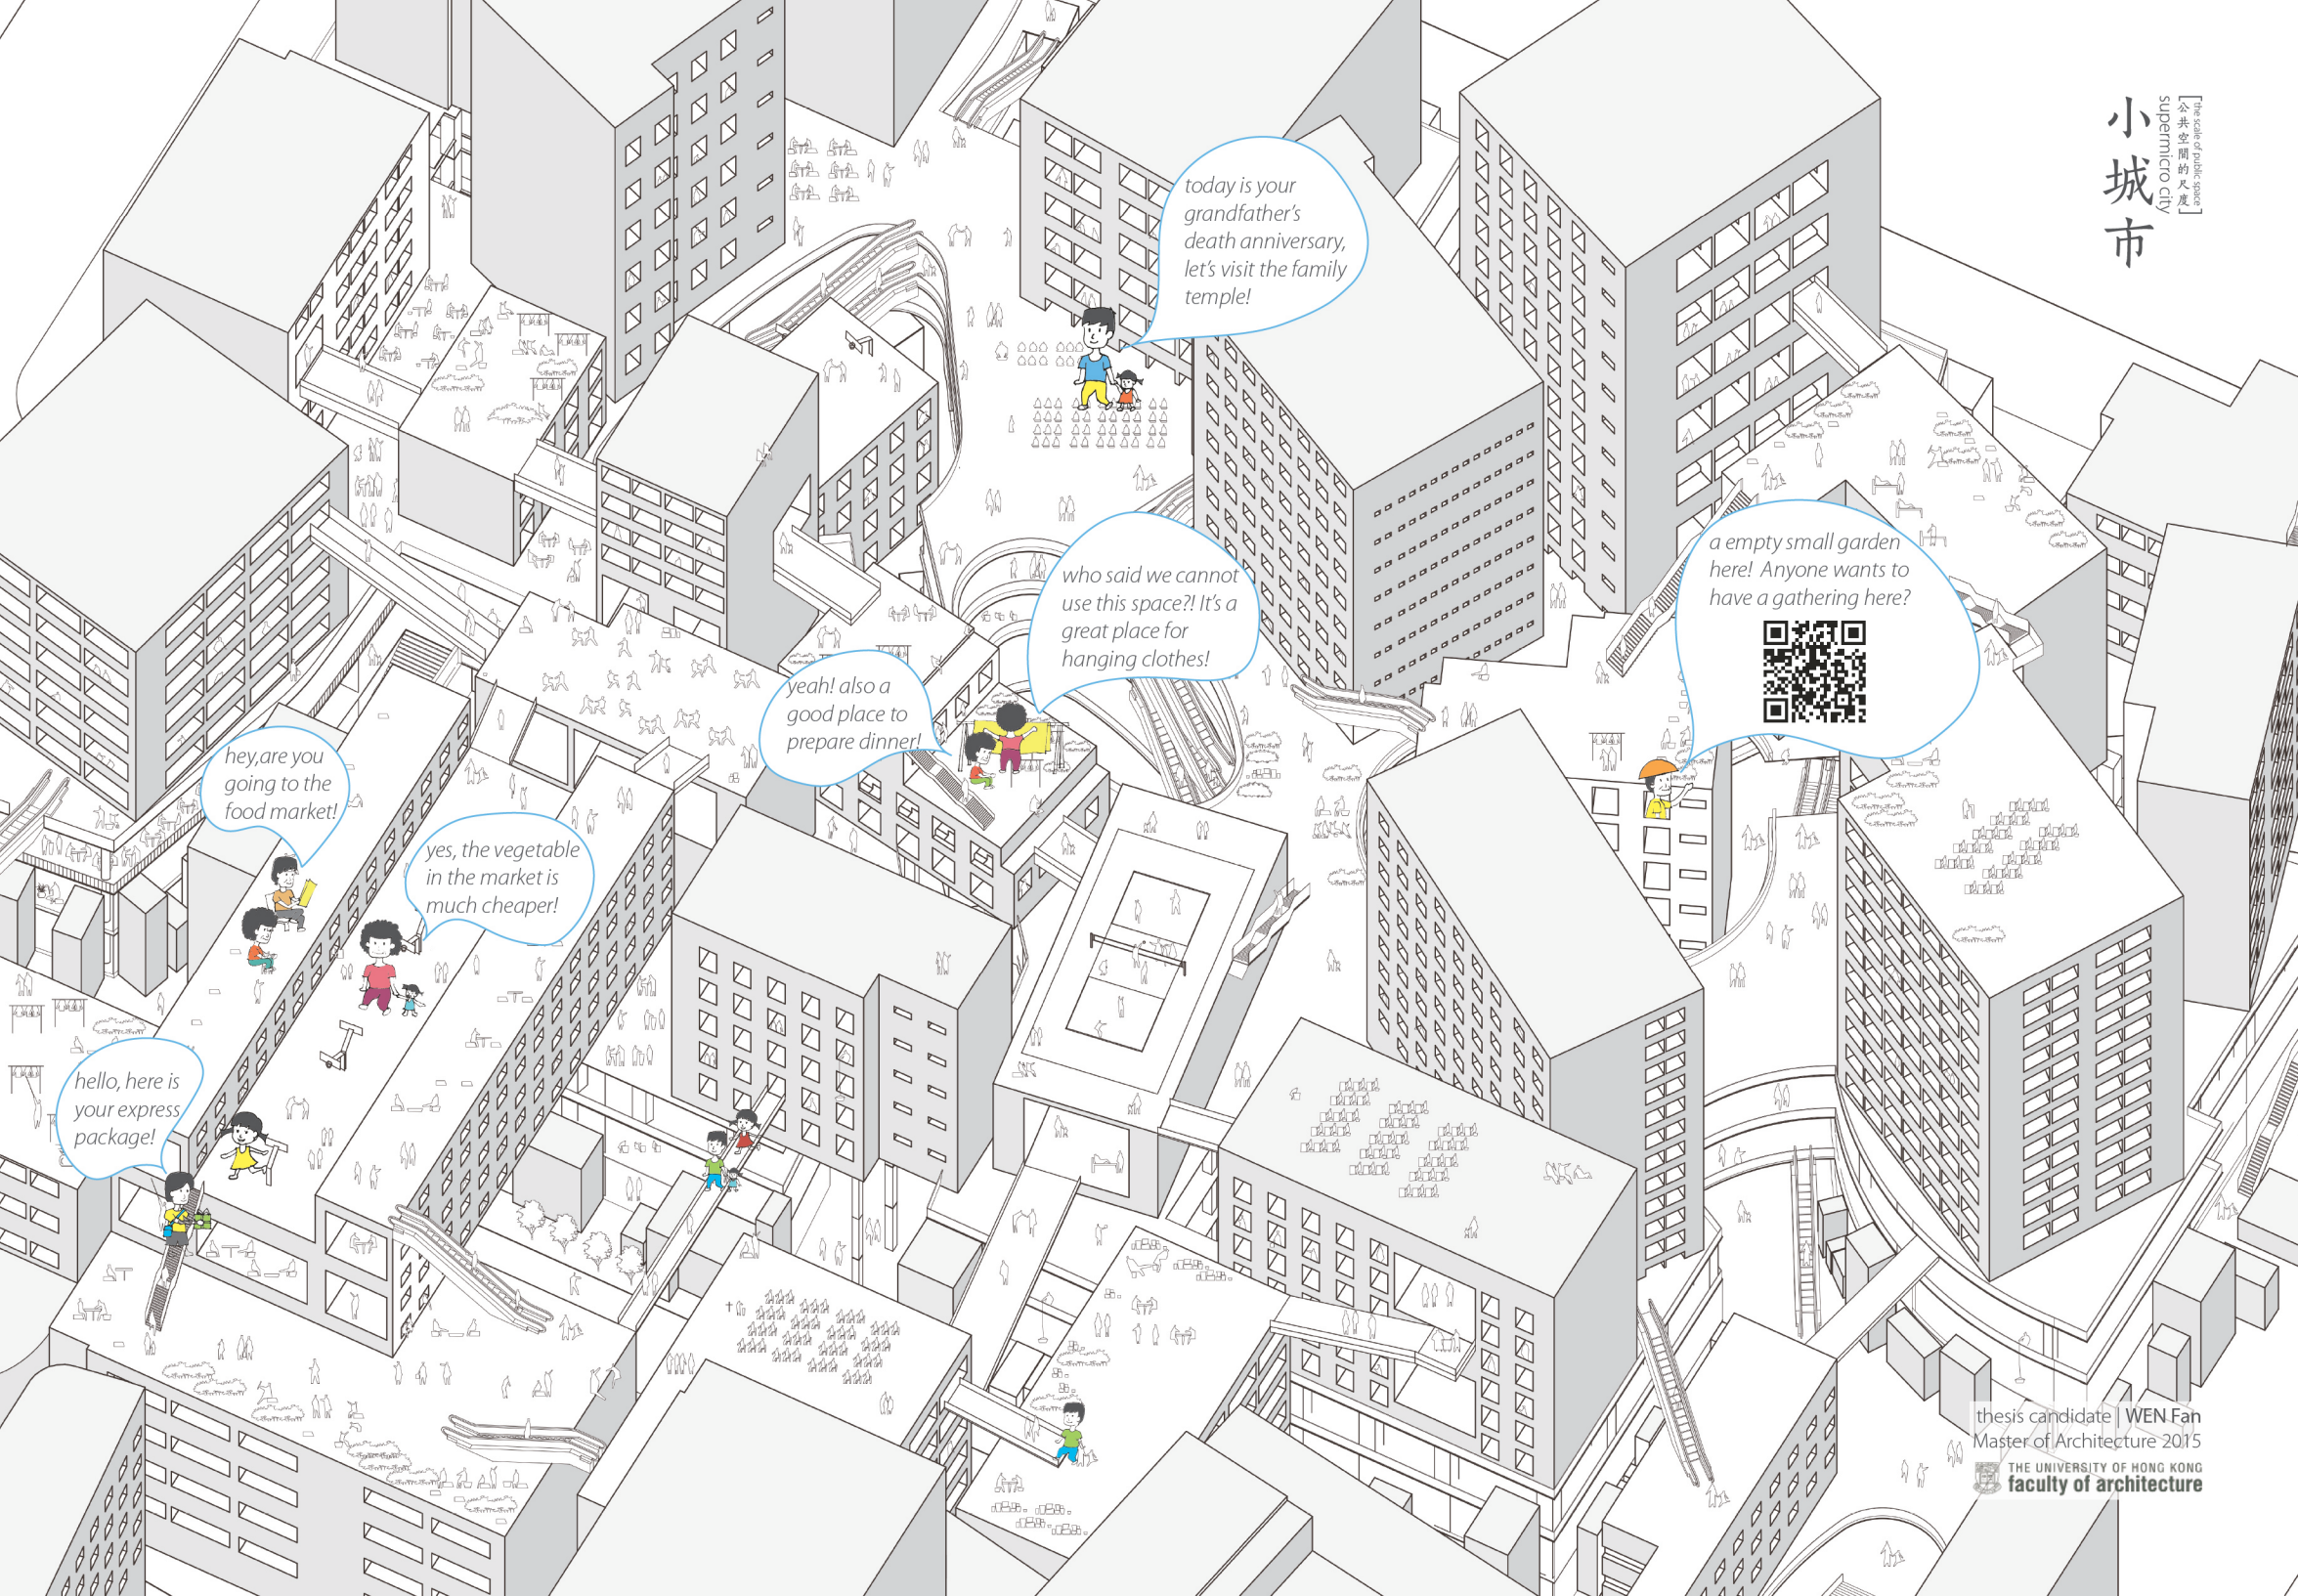 小城市
supermicro city
[公共空間的尺度]
[the scale of public space]
today is your
grandfather's
death anniversary,
let's visit the family
temple!
who said we cannot
use this space?! It's a
great place for
hanging clothes!
a empty small garden
here! Anyone wants to
have a gathering here?
yeah! also a
good place to
prepare dinner!
hey,are you
going to the
food market!
yes, the vegetable
in the market is
much cheaper!
hello, here is
your express
package!
thesis candidate | WEN Fan
Master of Architecture 2015
THE UNIVERSITY OF HONG KONG
faculty of architecture